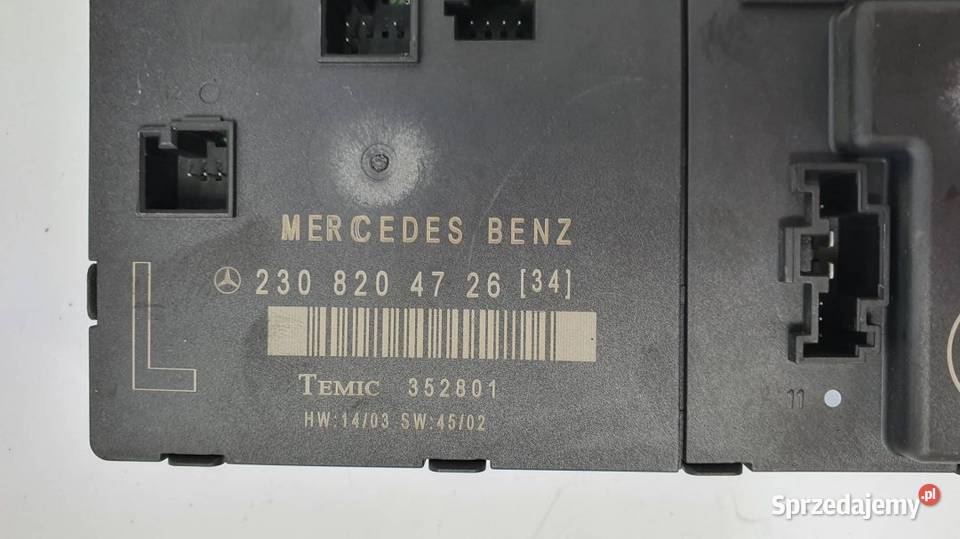 MERCEDES BENZ
L
230 820 47 26 [34]
TEMIC 352801
HW:14/03 SW:45/02
11
Sprzedajemy.pl